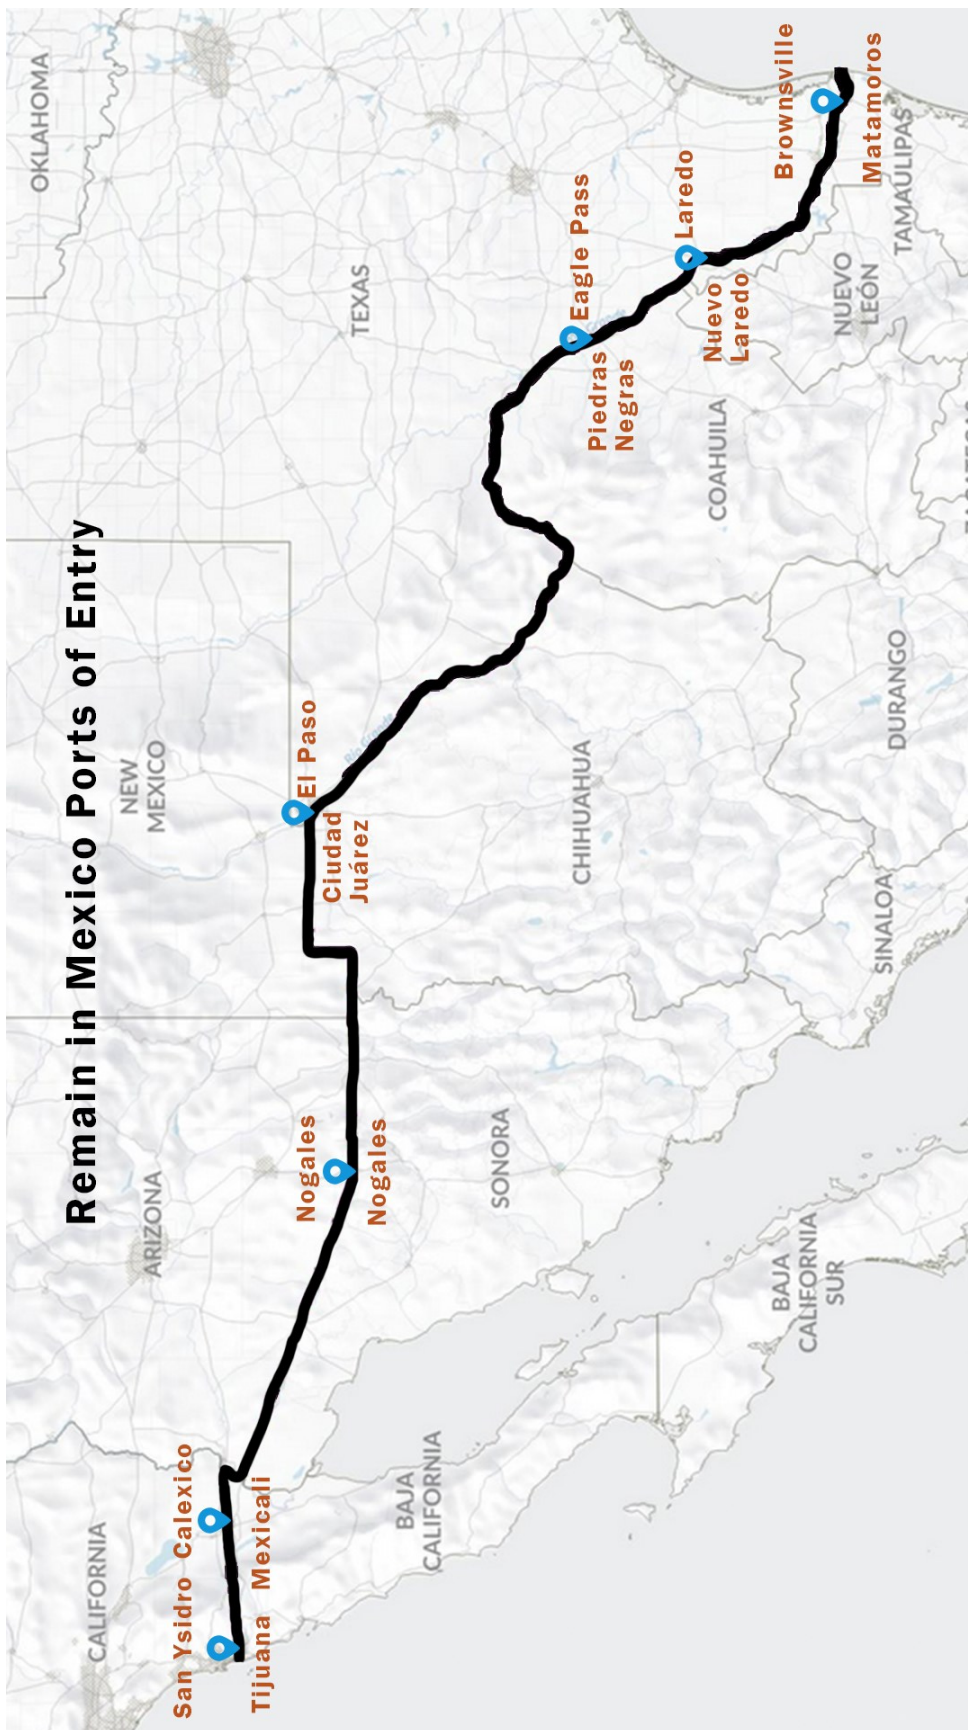 Remain in Mexico Ports of Entry
CALIFORNIA
ARIZONA
NEW
MEXICO
TEXAS
OKLAHOMA
San Ysidro
Calexico
Tijuana
Mexicali
Nogales
Nogales
El Paso
Ciudad
Juárez
Rio Grande
Eagle Pass
Piedras
Negras
Laredo
Nuevo
Laredo
Brownsville
Matamoros
BAJA
CALIFORNIA
BAJA
CALIFORNIA
SUR
SONORA
CHIHUAHUA
SINALOA
DURANGO
COAHUILA
NUEVO
LEÓN
TAMAULIPAS